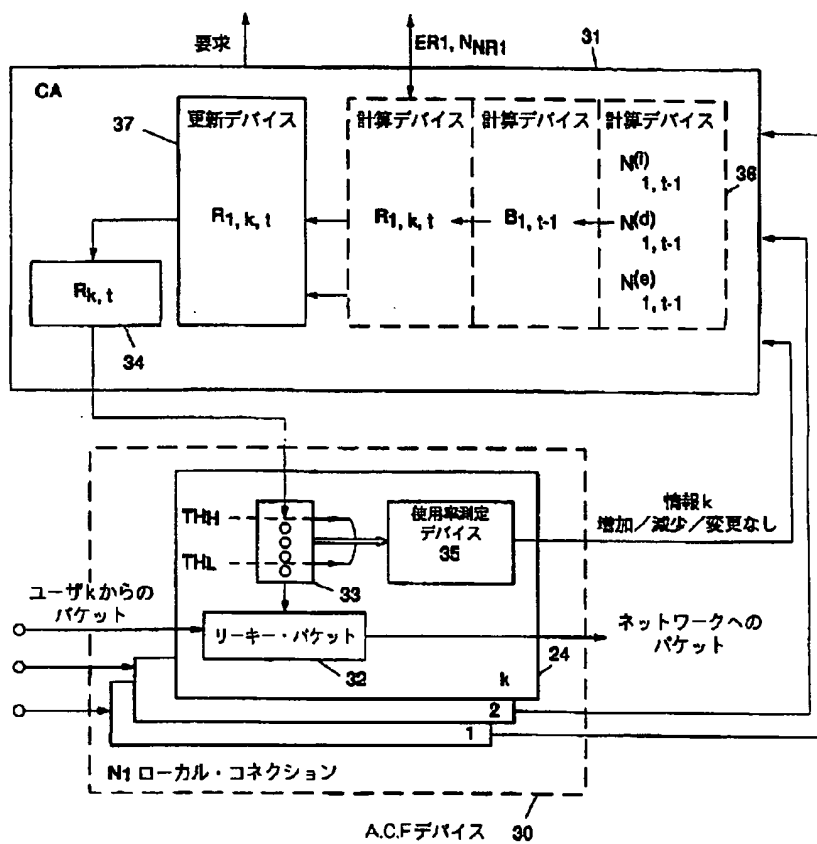 要求
ER1, N_NR1
31
CA
37
更新デバイス
計算デバイス
計算デバイス
計算デバイス
R1, k, t
R1, k, t
B1, t-1
N(i)
1, t-1
N(d)
1, t-1
N(e)
1, t-1
36
Rk, t
34
THH
THL
33
使用率測定
デバイス
35
情報k
増加/減少/変更なし
ユーザkからの
パケット
リーキー・パケット
32
ネットワークへの
パケット
24
k
2
1
N1 ローカル・コネクション
A.C.Fデバイス 30